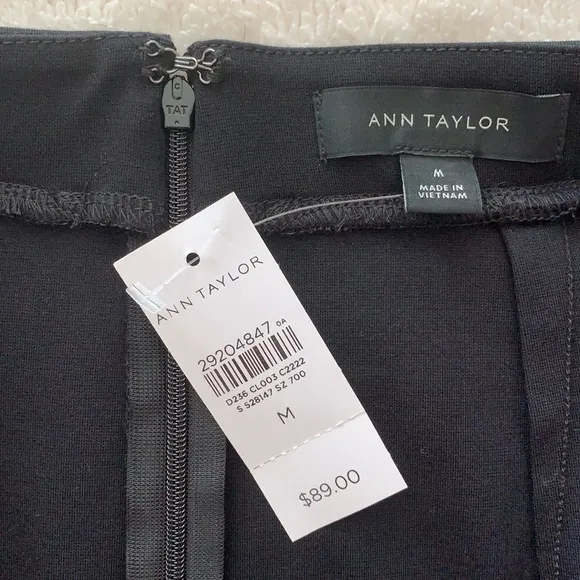 C
TAT
ANN TAYLOR
M
MADE IN
VIETNAM
ANN TAYLOR
29204847 0A
D236 CL003 C2222
S 528147 SZ 700
M
$89.00